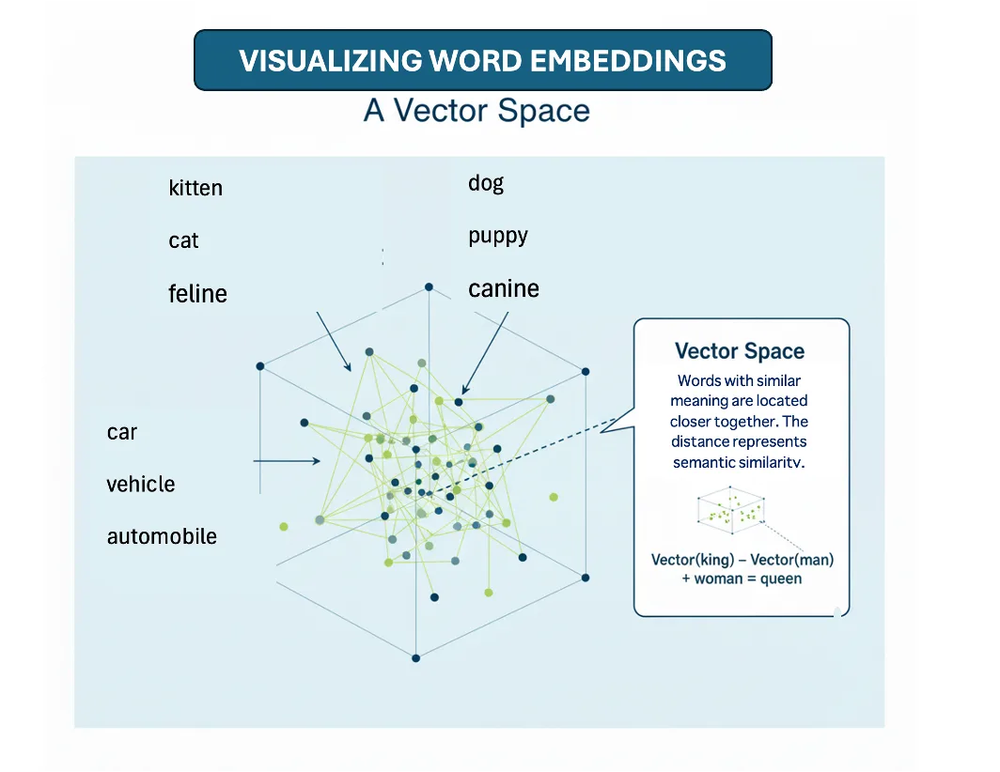 VISUALIZING WORD EMBEDDINGS
A Vector Space
kitten
cat
feline
dog
puppy
canine
car
vehicle
automobile
Vector Space
Words with similar
meaning are located
closer together. The
distance represents
semantic similarity.
Vector(king) – Vector(man)
+ woman = queen